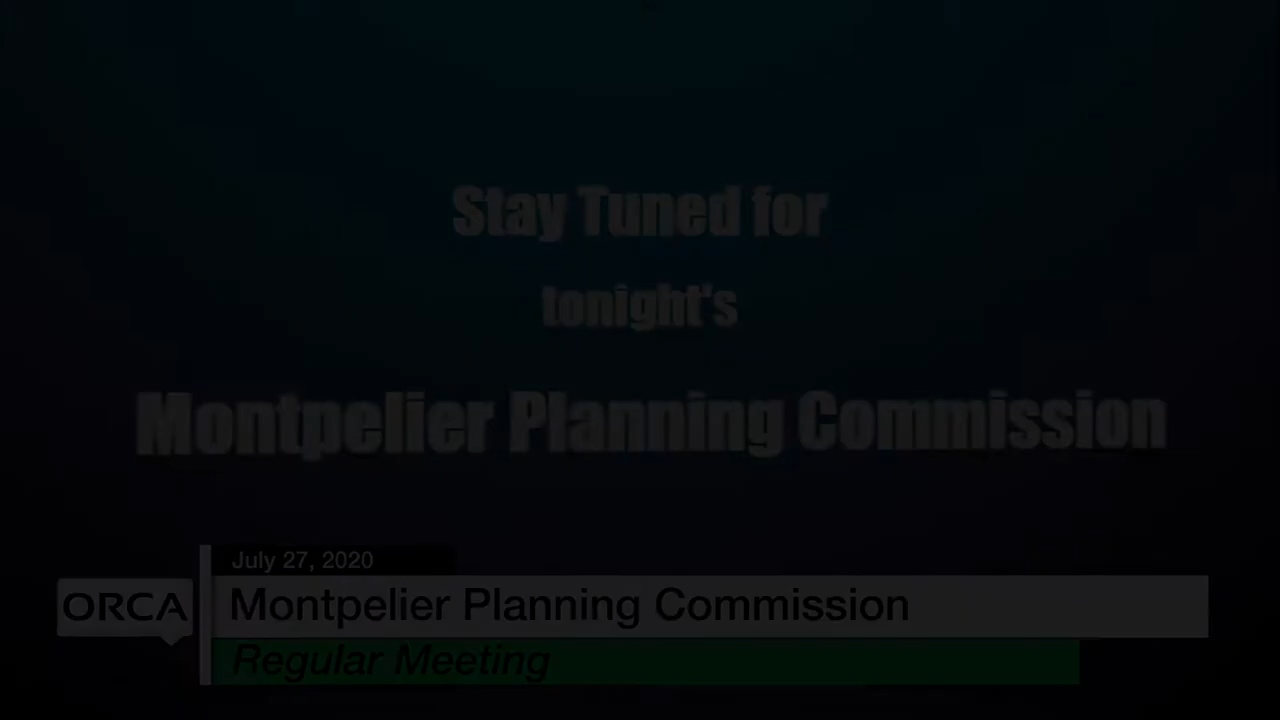 Stay Tuned for
tonight's
Montpelier Planning Commission
July 27, 2020
ORCA
Montpelier Planning Commission
Regular Meeting